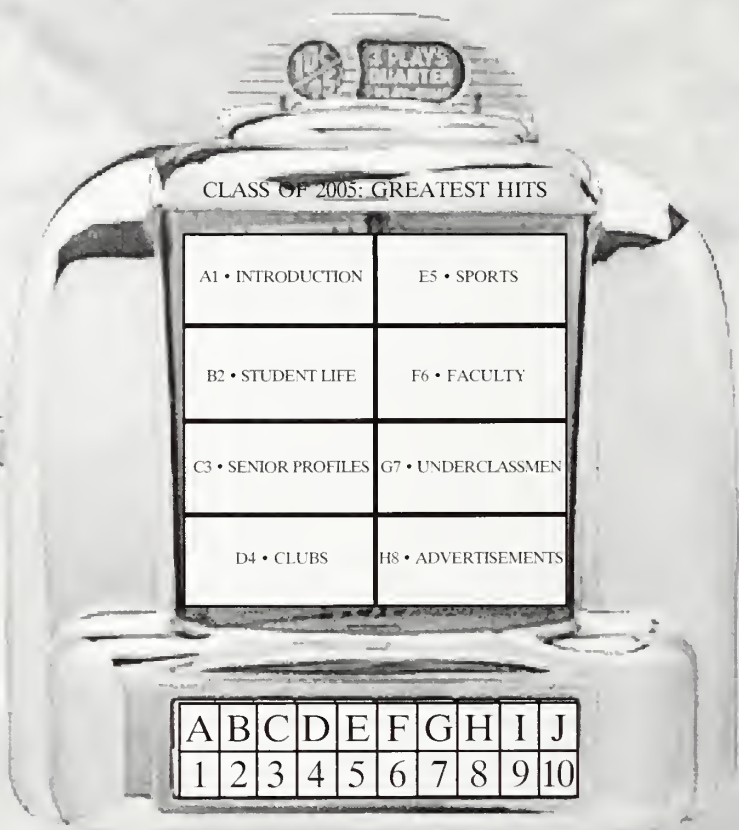 3 PLAYS
QUARTER
CLASS OF 2005: GREATEST HITS
A1 • INTRODUCTION
E5 • SPORTS
B2 • STUDENT LIFE
F6 • FACULTY
C3 • SENIOR PROFILES
G7 • UNDERCLASSMEN
D4 • CLUBS
H8 • ADVERTISEMENTS
A B C D E F G H I J
1 2 3 4 5 6 7 8 9 10